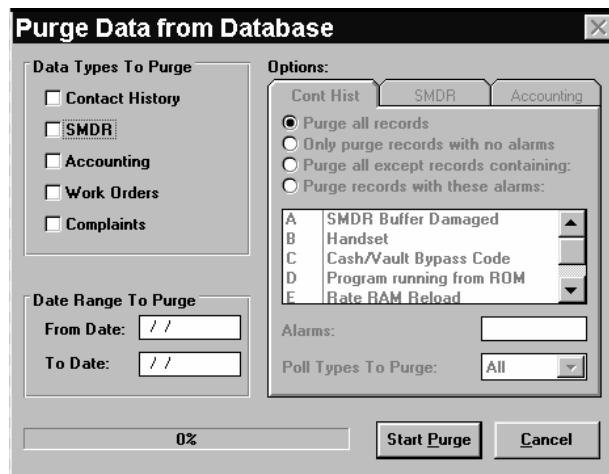 Purge Data from Database
Data Types To Purge
Contact History
SMDR
Accounting
Work Orders
Complaints
Date Range To Purge
From Date: / /
To Date: / /
Options:
Cont Hist SMDR Accounting
Purge all records
Only purge records with no alarms
Purge all except records containing:
Purge records with these alarms:
A SMDR Buffer Damaged
B Handset
C Cash/Vault Bypass Code
D Program running from ROM
E Rate RAM Reload
Alarms:
Poll Types To Purge: All
0% Start Purge Cancel